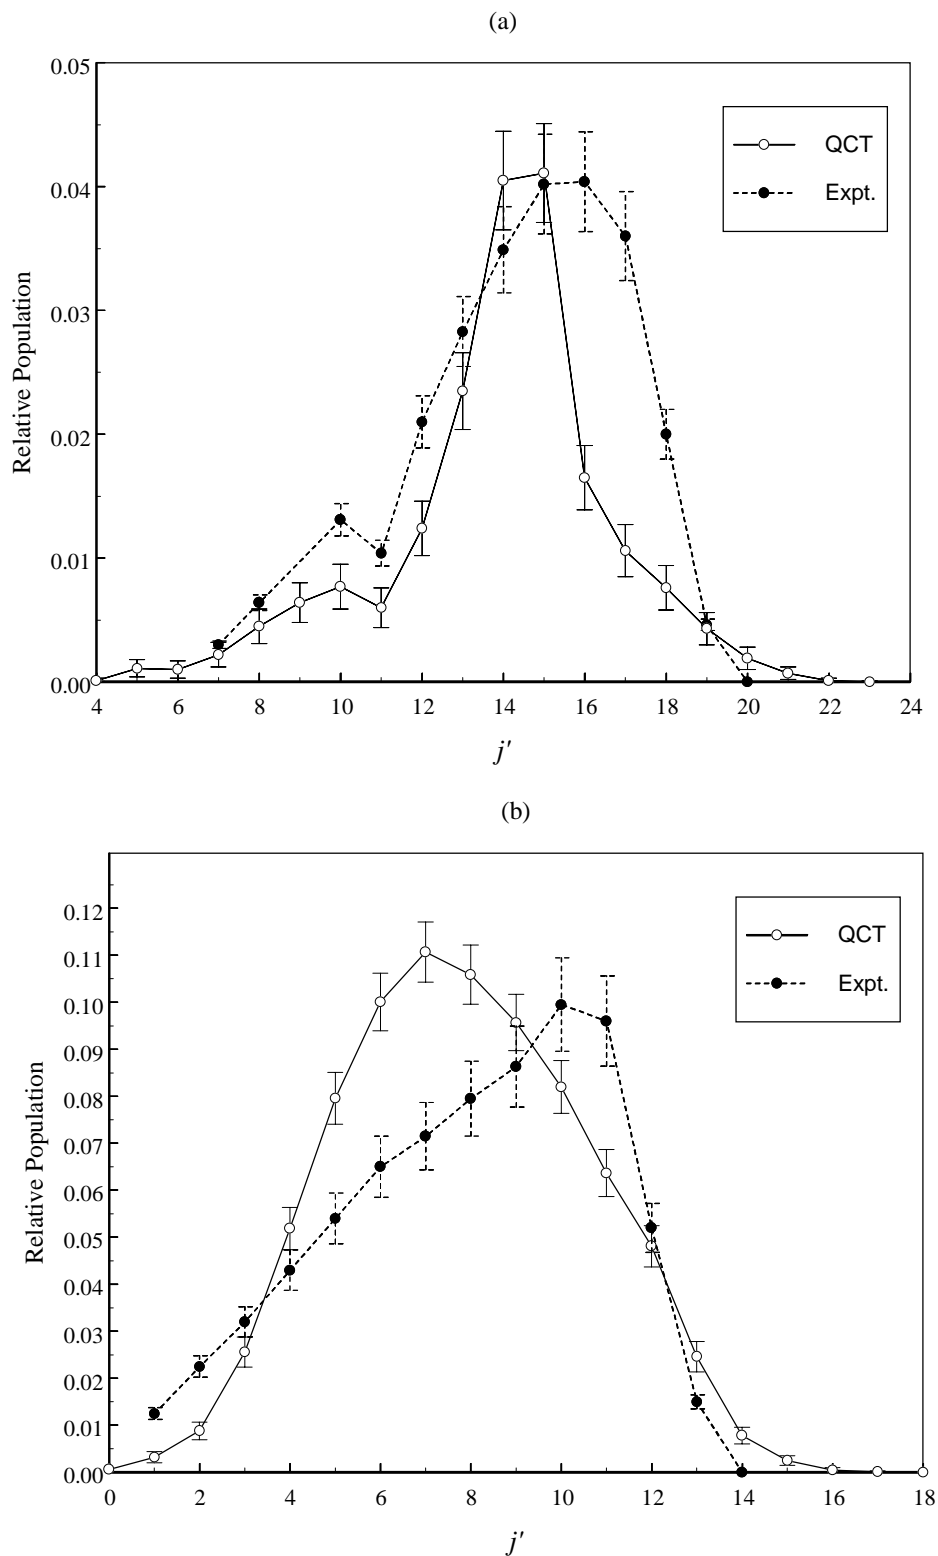 (a)
0.05
0.04
0.03
0.02
0.01
0.00
Relative Population
QCT
Expt.
4 6 8 10 12 14 16 18 20 22 24
j'
(b)
0.12
0.11
0.10
0.09
0.08
0.07
0.06
0.05
0.04
0.03
0.02
0.01
0.00
Relative Population
QCT
Expt.
0 2 4 6 8 10 12 14 16 18
j'